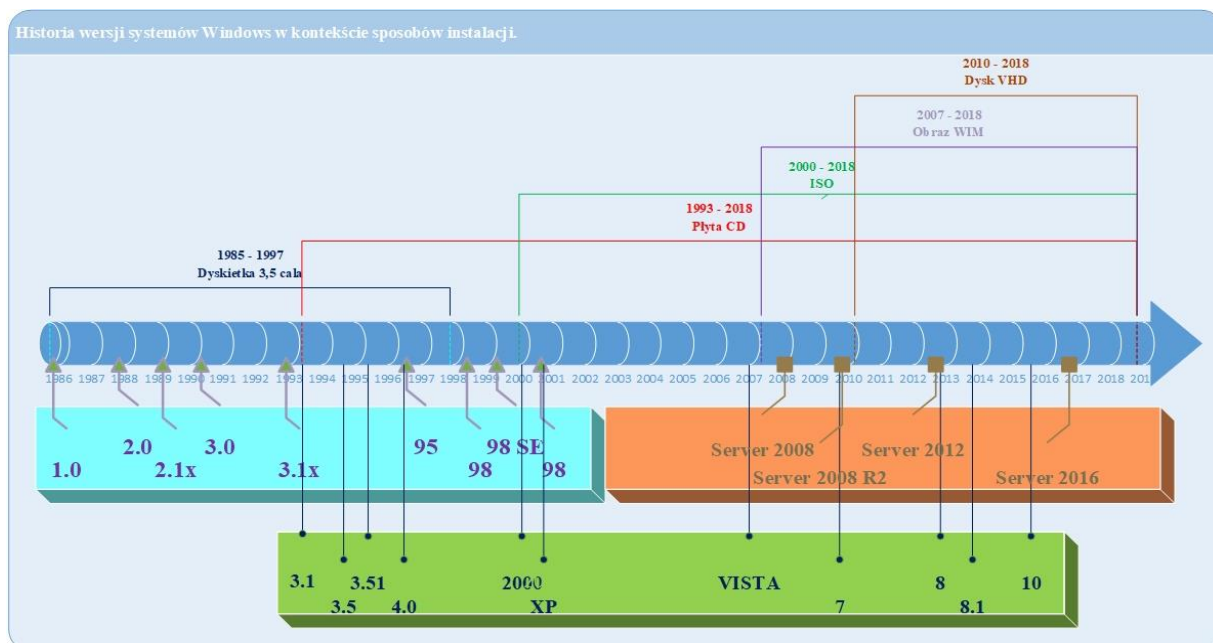 Historia wersji systemów Windows w kontekście sposobów instalacji.
2010 - 2018
Dysk VHD
2007 - 2018
Obraz WIM
2000 - 2018
ISO
1993 - 2018
Płyta CD
1985 - 1997
Dyskietka 3,5 cala
1986 1987 1988 1989 1990 1991 1992 1993 1994 1995 1996 1997 1998 1999 2000 2001 2002 2003 2004 2005 2006 2007 2008 2009 2010 2011 2012 2013 2014 2015 2016 2017 2018 201
2.0 3.0 95 98 SE Server 2008 Server 2012
1.0 2.1x 3.1x 98 98 Server 2008 R2 Server 2016
3.1 3.51 2000 VISTA 8 10
3.5 4.0 XP 7 8.1